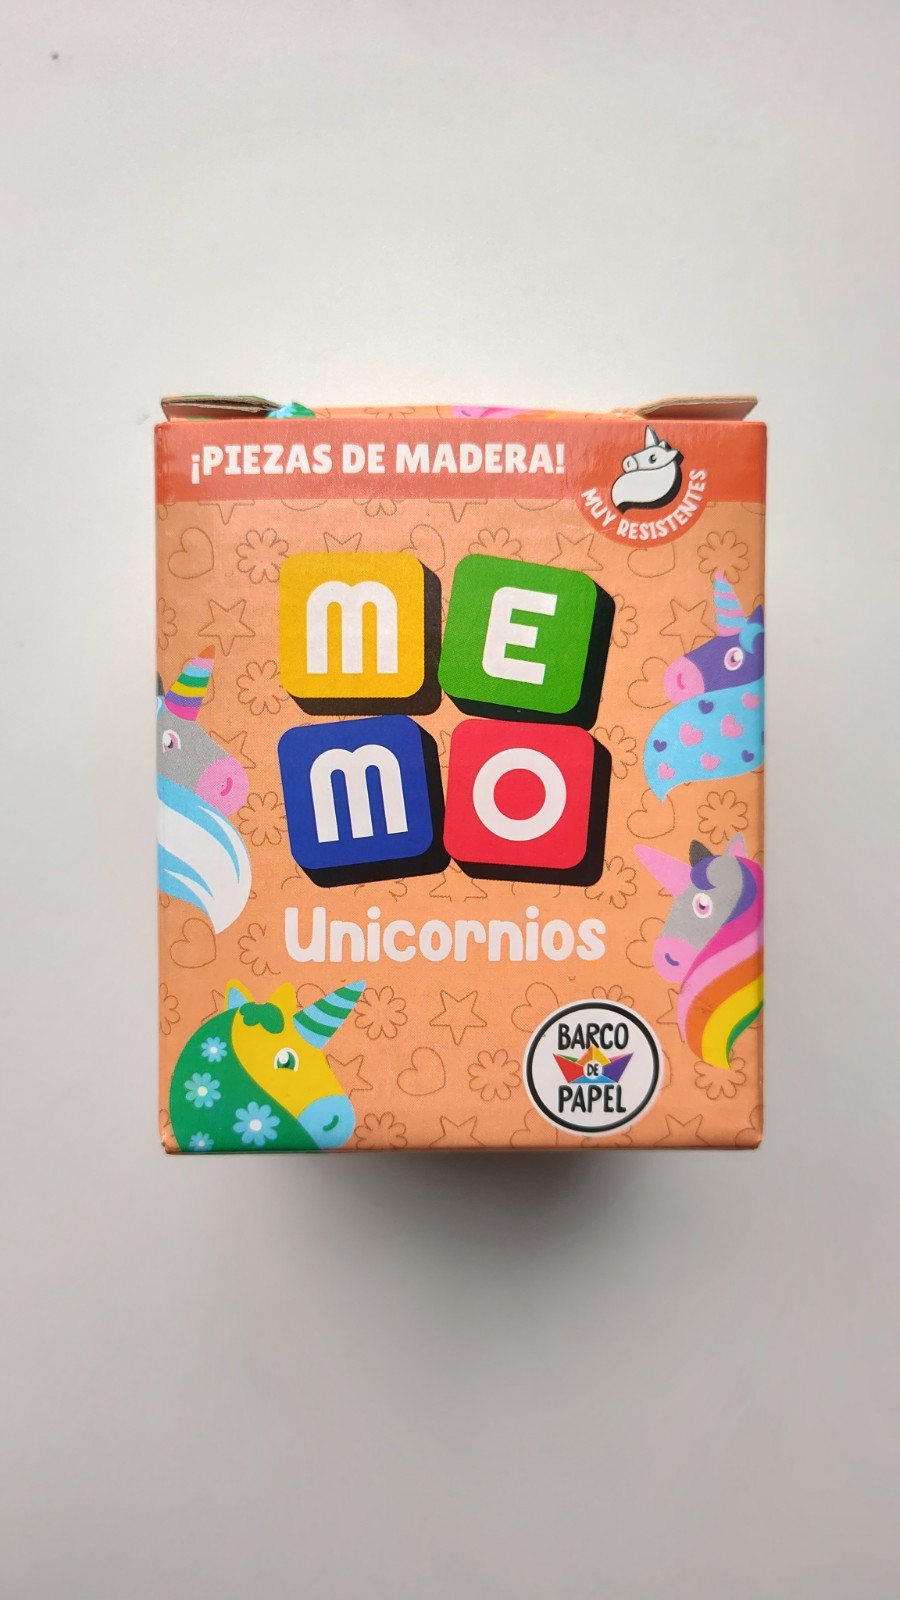 ¡PIEZAS DE MADERA!
MUY RESISTENTES
ME
MO
Unicornios
BARCO
DE
PAPEL